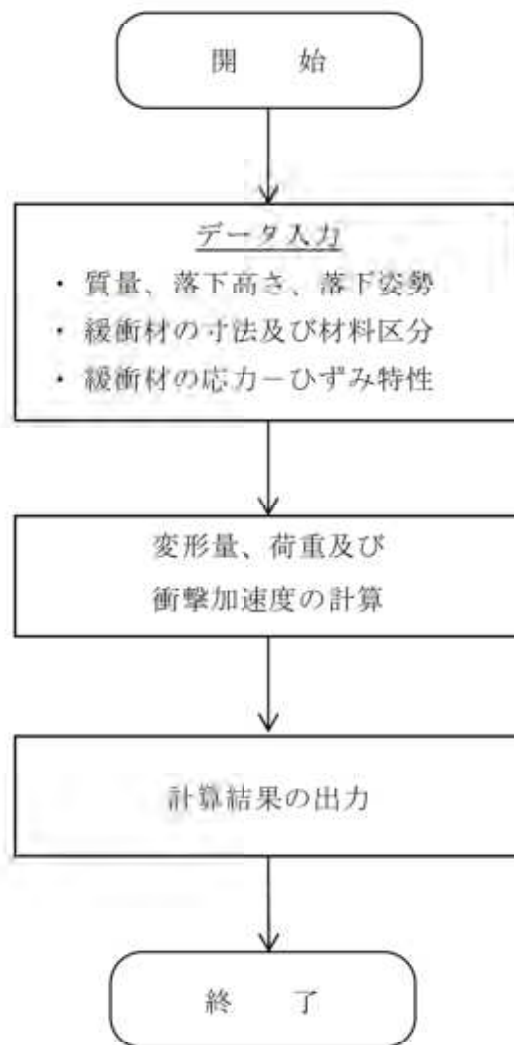 開　始
データ入力
・ 質量、落下高さ、落下姿勢
・ 緩衝材の寸法及び材料区分
・ 緩衝材の応力－ひずみ特性
変形量、荷重及び
衝撃加速度の計算
計算結果の出力
終　了